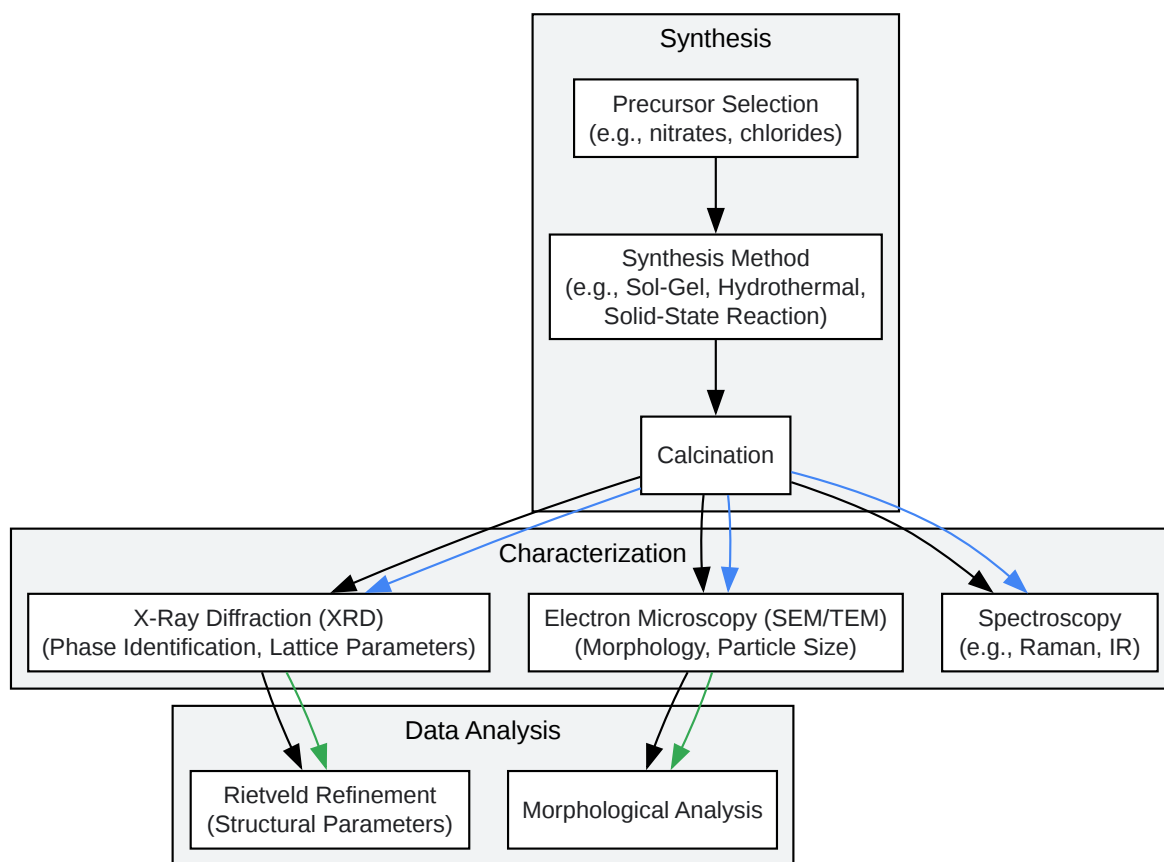 Synthesis
Precursor Selection
(e.g., nitrates, chlorides)
Synthesis Method
(e.g., Sol-Gel, Hydrothermal,
Solid-State Reaction)
Calcination
Characterization
X-Ray Diffraction (XRD)
(Phase Identification, Lattice Parameters)
Electron Microscopy (SEM/TEM)
(Morphology, Particle Size)
Spectroscopy
(e.g., Raman, IR)
Data Analysis
Rietveld Refinement
(Structural Parameters)
Morphological Analysis